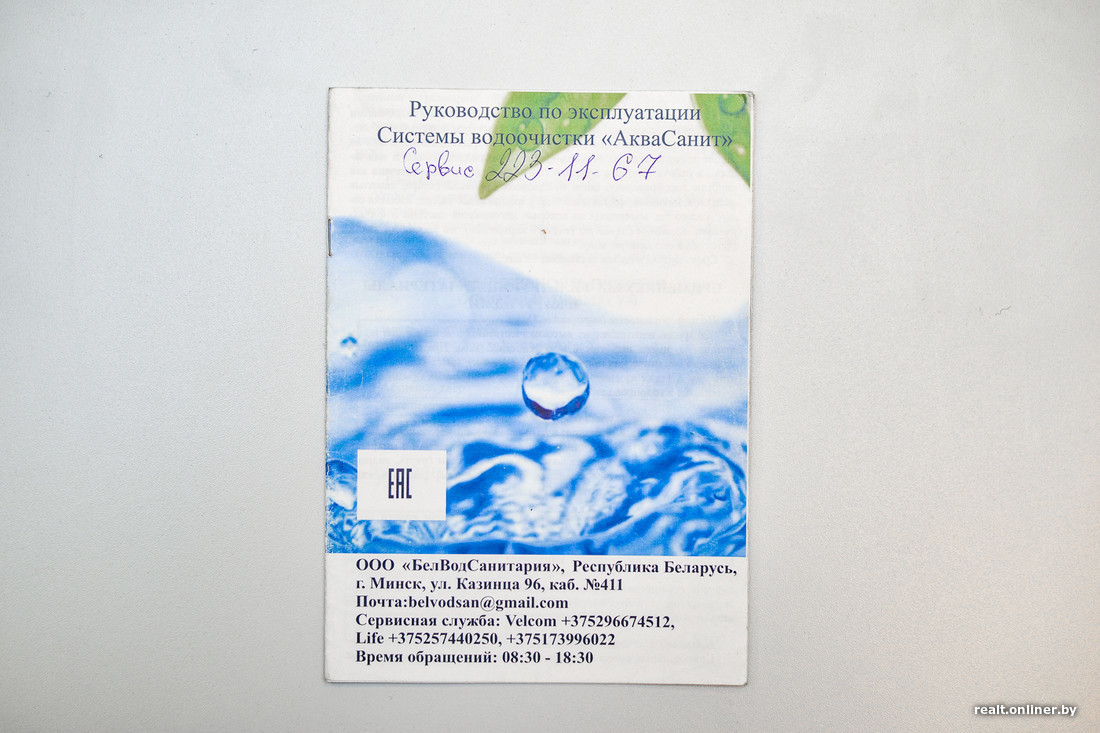 Руководство по эксплуатации
Системы водоочистки «АкваСанит»
Сервис 223-11-67
EAC
ООО «БелВодСанитария», Республика Беларусь,
г. Минск, ул. Казинца 96, каб. №411
Почта:belvodsan@gmail.com
Сервисная служба: Velcom +375296674512,
Life +375257440250, +375173996022
Время обращений: 08:30 - 18:30
realt.onliner.by